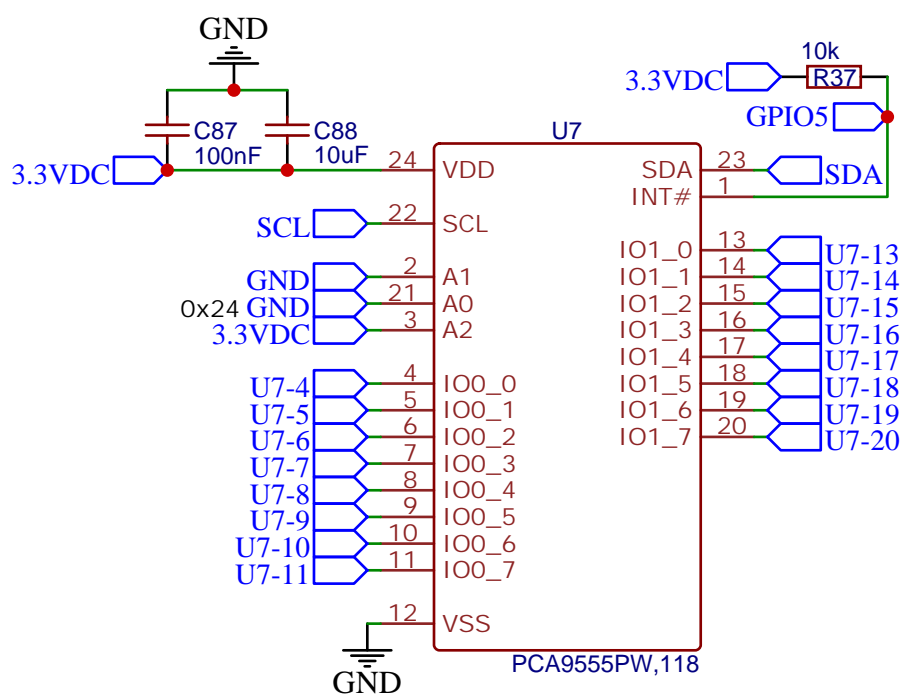 GND
C87
100nF
C88
10uF
3.3VDC
10k
3.3VDC
R37
GPIO5
U7
24 VDD
SDA 23 SDA
INT# 1
SCL 22 SCL
GND 2 A1
0x24 GND 21 A0
3.3VDC 3 A2
IO1_0 13 U7-13
IO1_1 14 U7-14
IO1_2 15 U7-15
IO1_3 16 U7-16
IO1_4 17 U7-17
IO1_5 18 U7-18
IO1_6 19 U7-19
IO1_7 20 U7-20
U7-4 4 IO0_0
U7-5 5 IO0_1
U7-6 6 IO0_2
U7-7 7 IO0_3
U7-8 8 IO0_4
U7-9 9 IO0_5
U7-10 10 IO0_6
U7-11 11 IO0_7
12 VSS
GND
PCA9555PW,118